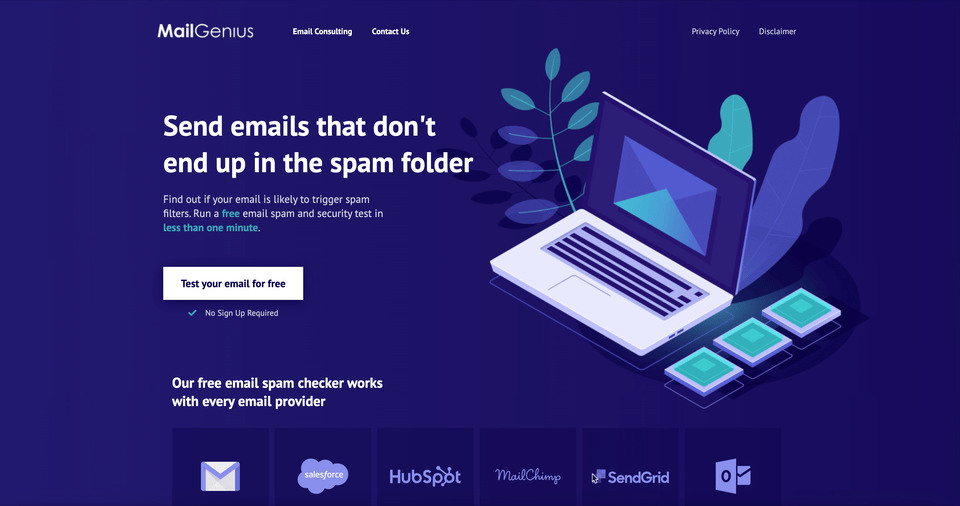 MailGenius
Email Consulting
Contact Us
Privacy Policy
Disclaimer
Send emails that don't
end up in the spam folder
Find out if your email is likely to trigger spam
filters. Run a free email spam and security test in
less than one minute.
Test your email for free
No Sign Up Required
Our free email spam checker works
with every email provider
salesforce
HubSpot
MailChimp
SendGrid
O